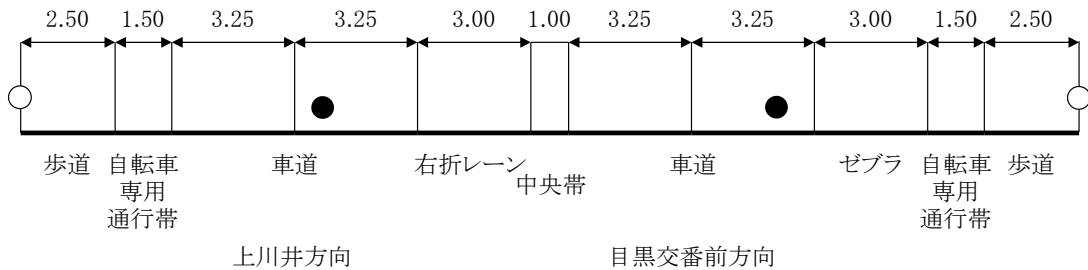 2.50 1.50 3.25 3.25 3.00 1.00 3.25 3.25 3.00 1.50 2.50
歩道 自転車 車道 右折レーン 中央帯 車道 ゼブラ 自転車 歩道
専用 専用
通行帯 通行帯
上川井方向 目黒交番前方向